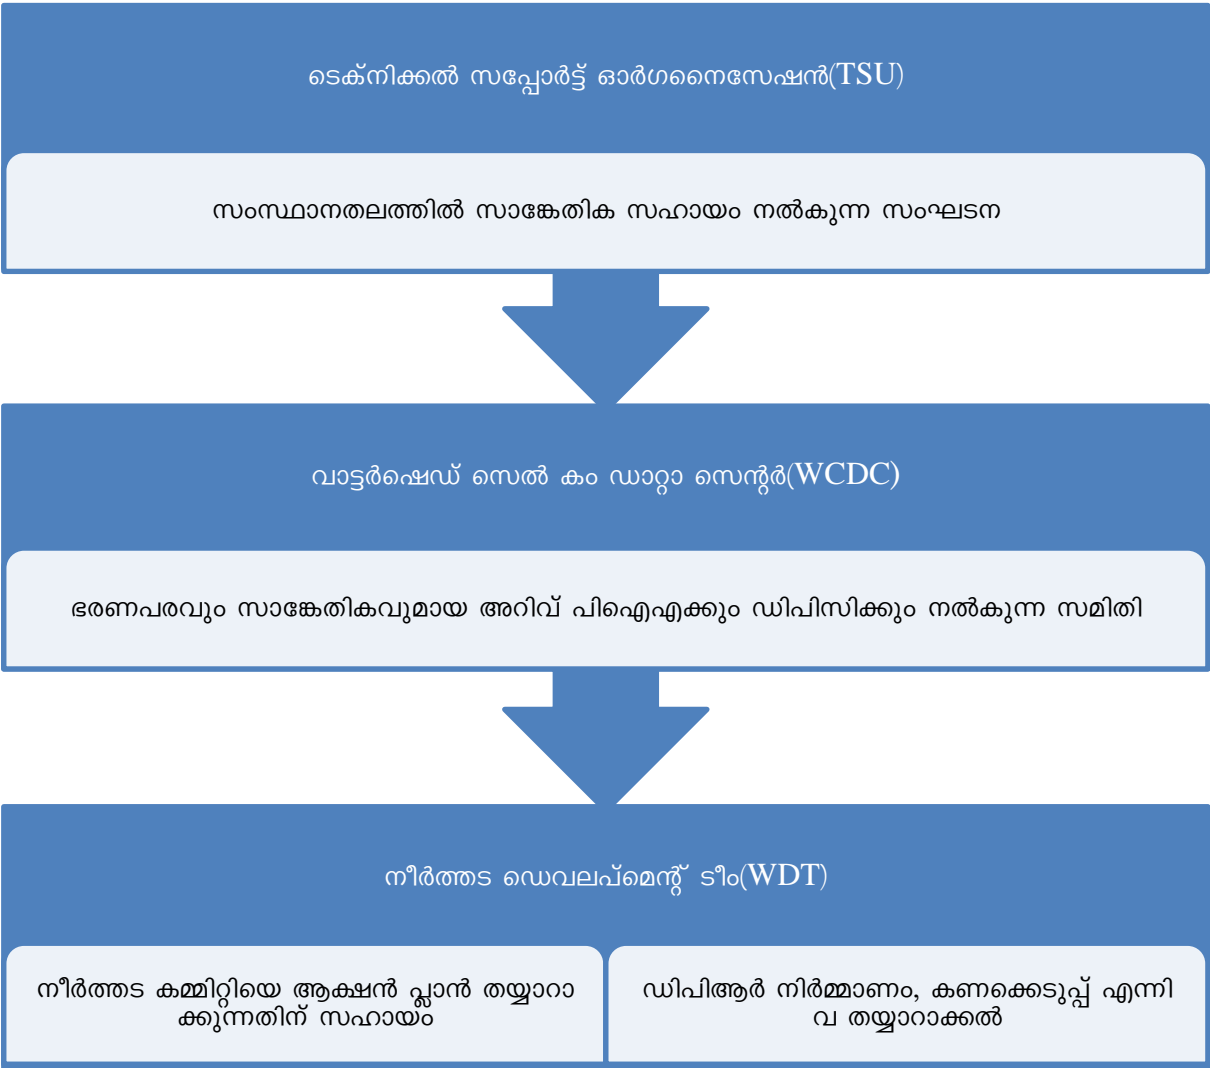 ടെക്നിക്കൽ സപ്പോർട്ട് ഓർഗനൈസേഷൻ(TSU)
സംസ്ഥാനതലത്തിൽ സാങ്കേതിക സഹായം നൽകുന്ന സംഘടന
വാട്ടർഷെഡ് സെൽ കം ഡാറ്റാ സെന്റർ(WCDC)
ഭരണപരവും സാങ്കേതികവുമായ അറിവ് പിഐഎക്കും ഡിപിസിക്കും നൽകുന്ന സമിതി
നീർത്തട ഡെവലപ്മെന്റ് ടീം(WDT)
നീർത്തട കമ്മിറ്റിയെ ആക്ഷൻ പ്ലാൻ തയ്യാറാ
ക്കുന്നതിന് സഹായം
ഡിപിആർ നിർമ്മാണം, കണക്കെടുപ്പ് എന്നി
വ തയ്യാറാക്കൽ